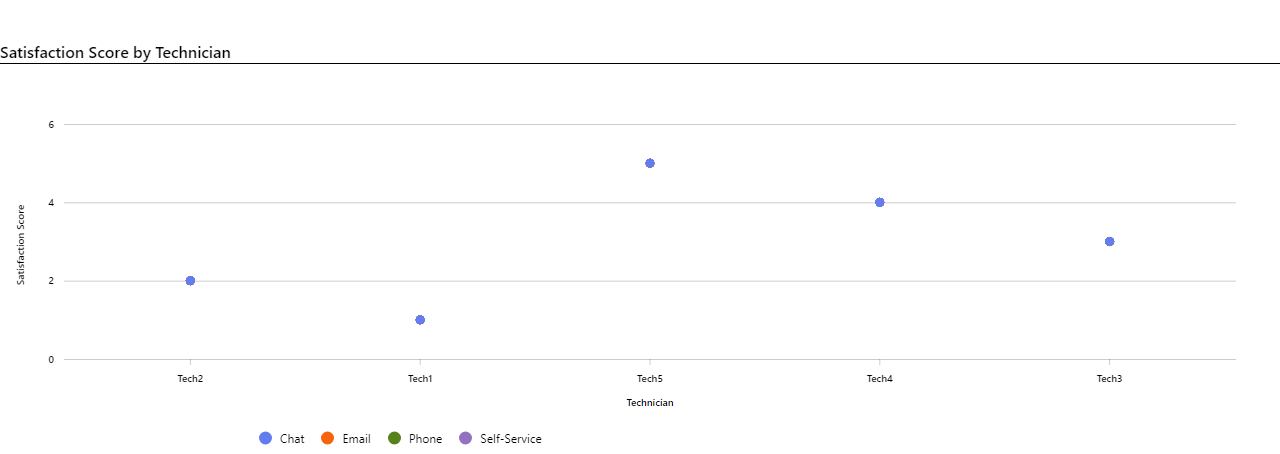 Satisfaction Score by Technician
6
4
2
0
Satisfaction Score
Tech2 Tech1 Tech5 Tech4 Tech3
Technician
Chat Email Phone Self-Service